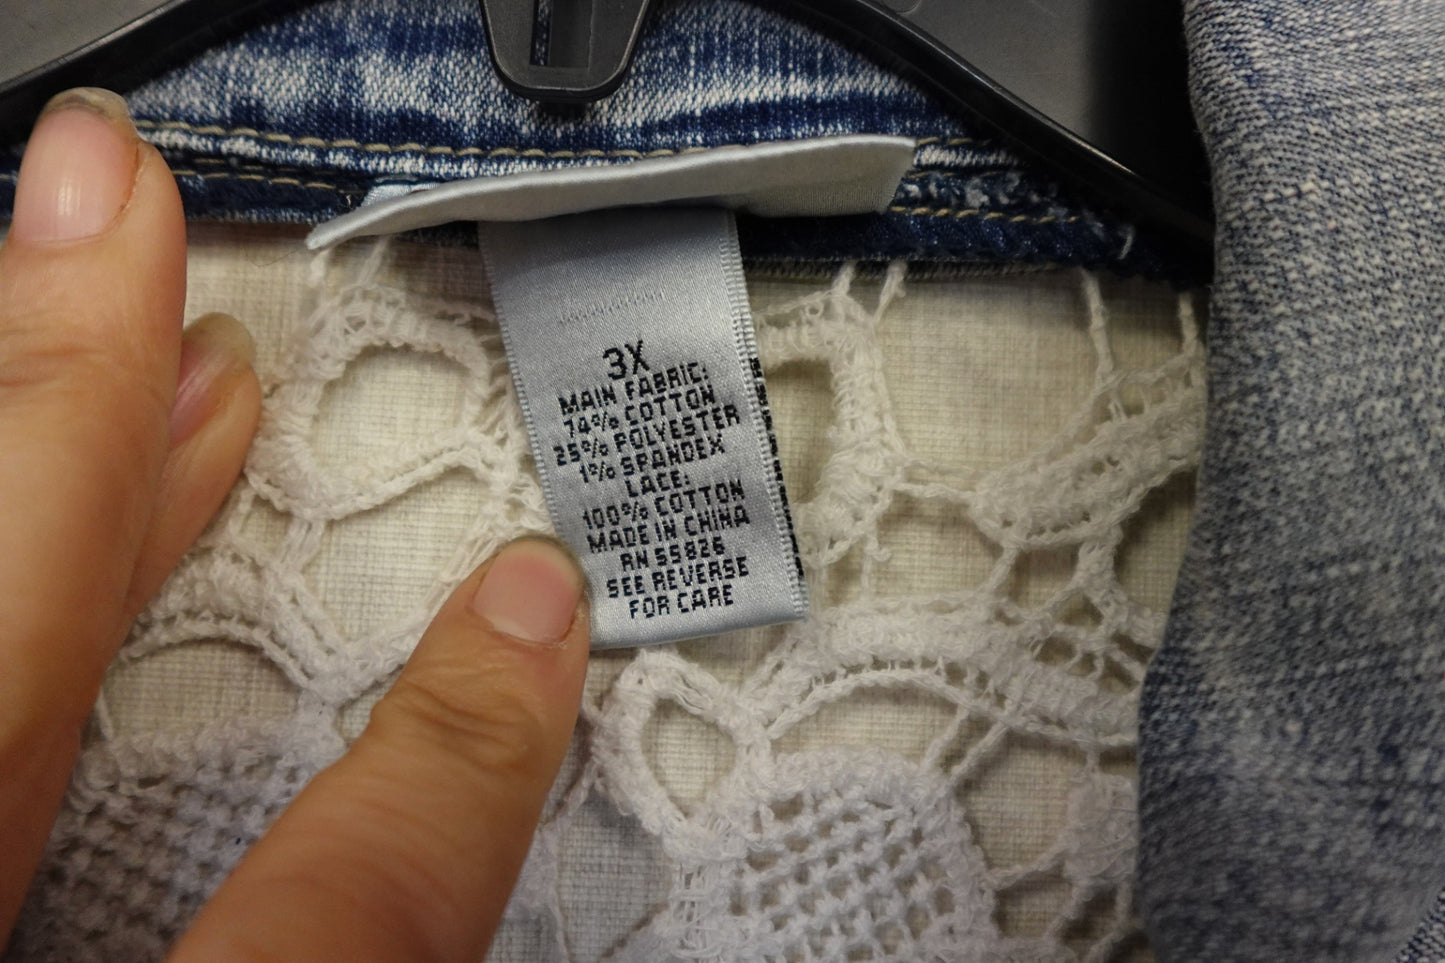 3X
MAIN FABRIC:
74% COTTON
25% POLYESTER
1% SPANDEX
LACE:
100% COTTON
MADE IN CHINA
RN 55826
SEE REVERSE
FOR CARE